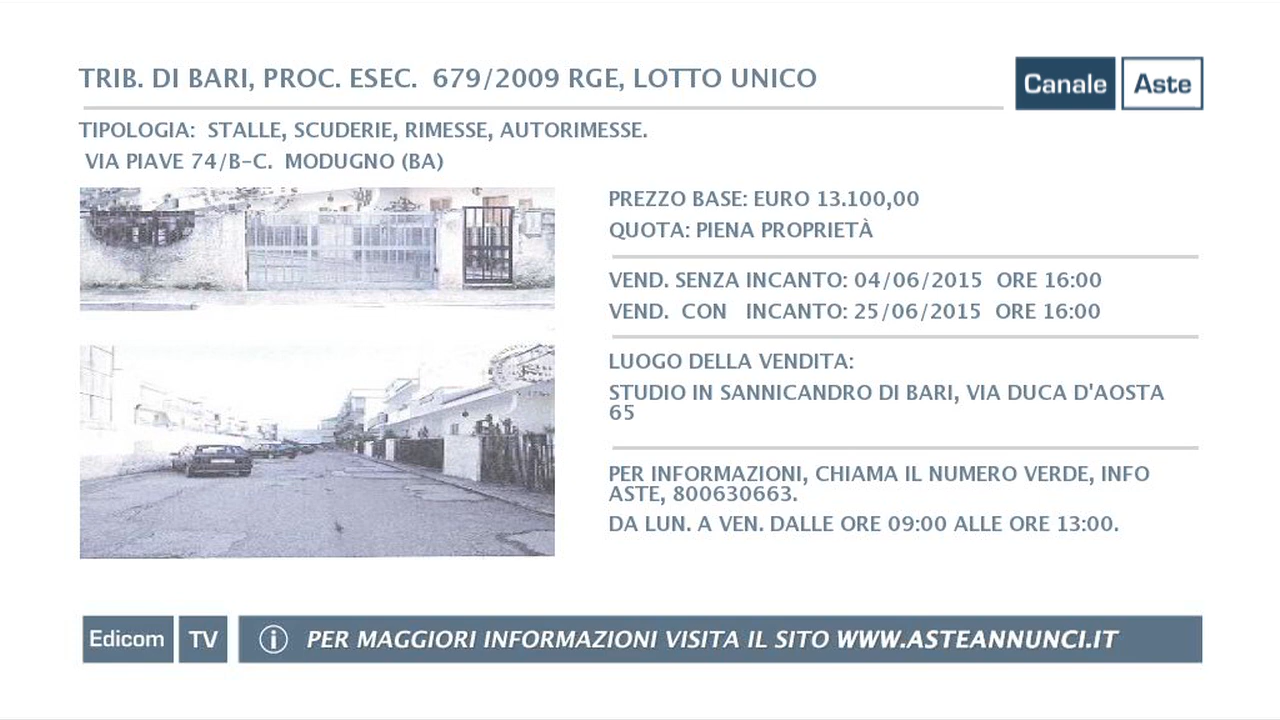 TRIB. DI BARI, PROC. ESEC. 679/2009 RGE, LOTTO UNICO
Canale Aste
TIPOLOGIA: STALLE, SCUDERIE, RIMESSE, AUTORIMESSE.
VIA PIAVE 74/B-C. MODUGNO (BA)
PREZZO BASE: EURO 13.100,00
QUOTA: PIENA PROPRIETÀ
VEND. SENZA INCANTO: 04/06/2015 ORE 16:00
VEND. CON INCANTO: 25/06/2015 ORE 16:00
LUOGO DELLA VENDITA:
STUDIO IN SANNICANDRO DI BARI, VIA DUCA D'AOSTA
65
PER INFORMAZIONI, CHIAMA IL NUMERO VERDE, INFO
ASTE, 800630663.
DA LUN. A VEN. DALLE ORE 09:00 ALLE ORE 13:00.
Edicom TV
PER MAGGIORI INFORMAZIONI VISITA IL SITO WWW.ASTEANNUNCI.IT